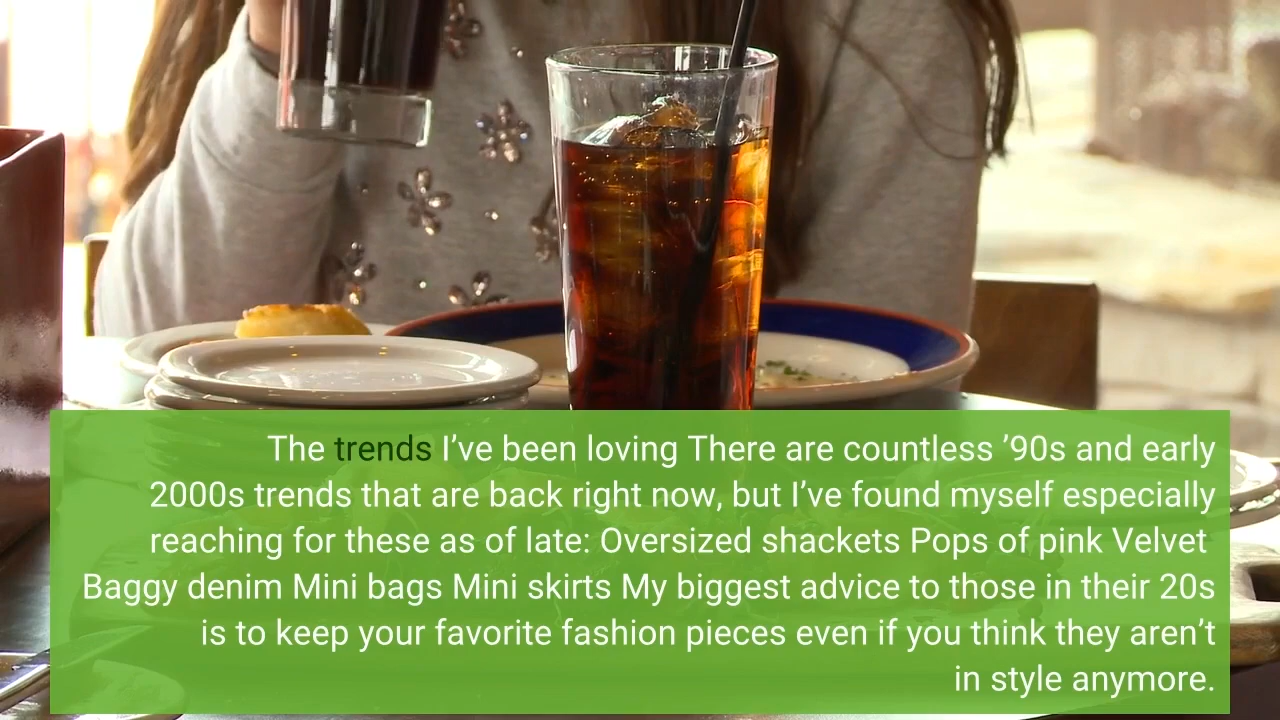 The trends I’ve been loving There are countless ’90s and early
2000s trends that are back right now, but I’ve found myself especially
reaching for these as of late: Oversized shackets Pops of pink Velvet
Baggy denim Mini bags Mini skirts My biggest advice to those in their 20s
is to keep your favorite fashion pieces even if you think they aren’t
in style anymore.